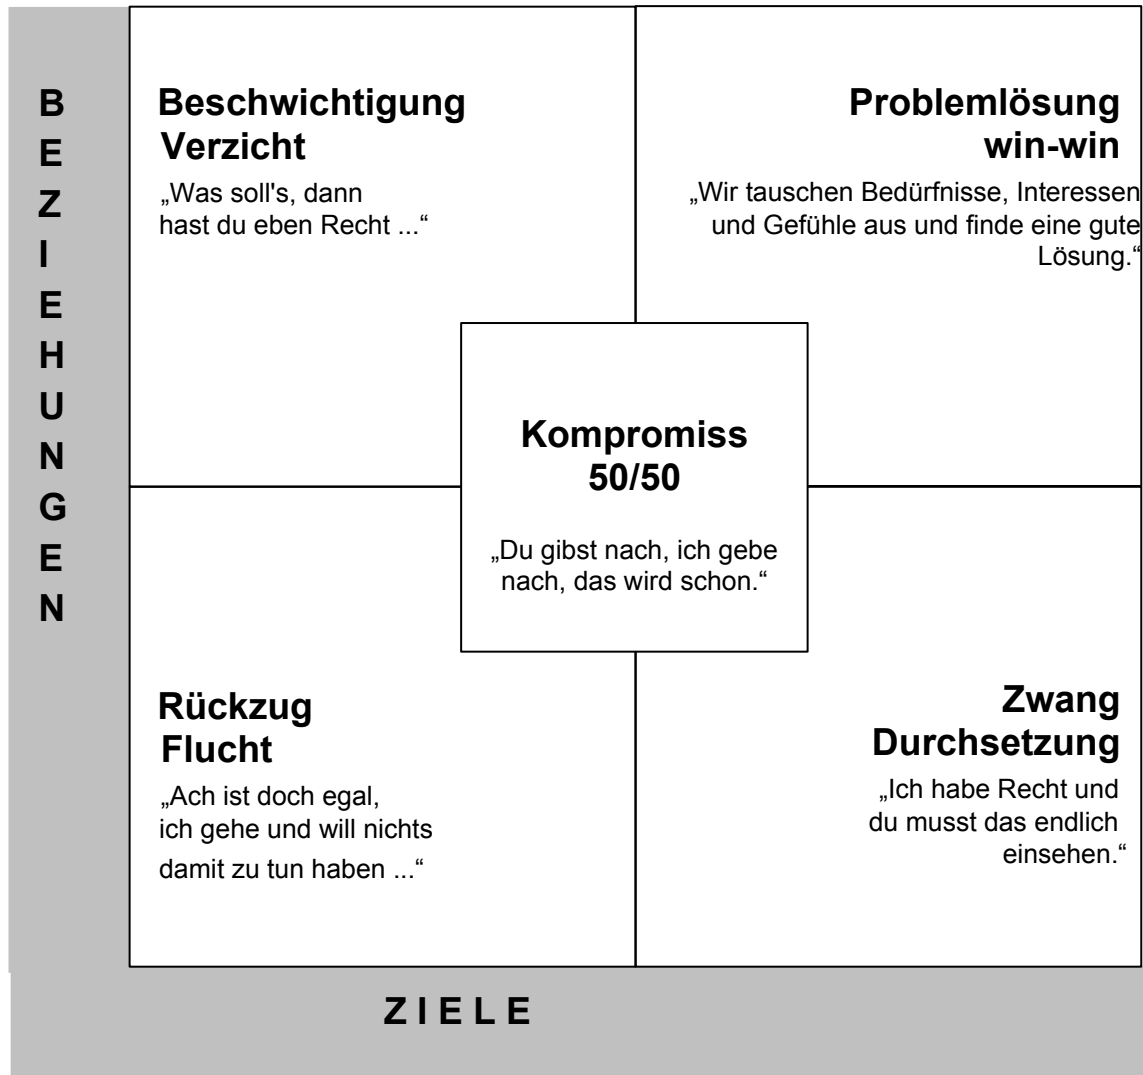 BEZIEHUNGEN
Beschwichtigung
Verzicht
„Was soll's, dann
hast du eben Recht ...“
Problemlösung
win-win
„Wir tauschen Bedürfnisse, Interessen
und Gefühle aus und finde eine gute
Lösung.“
Kompromiss
50/50
„Du gibst nach, ich gebe
nach, das wird schon.“
Rückzug
Flucht
„Ach ist doch egal,
ich gehe und will nichts
damit zu tun haben ...“
Zwang
Durchsetzung
„Ich habe Recht und
du musst das endlich
einsehen.“
ZIELE